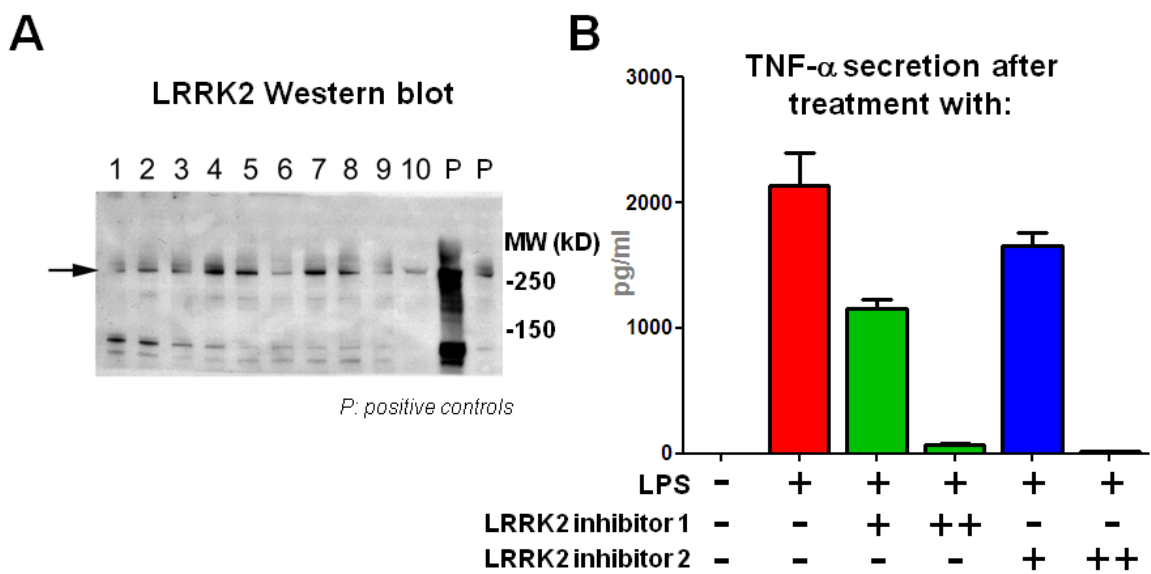 A
LRRK2 Western blot
1 2 3 4 5 6 7 8 9 10 P P
MW (kD)
-250
-150
P: positive controls
B
TNF-α secretion after
treatment with:
3000
2000
1000
0
pg/ml
LPS - + + + + +
LRRK2 inhibitor 1 - - + ++ - -
LRRK2 inhibitor 2 - - - - + ++